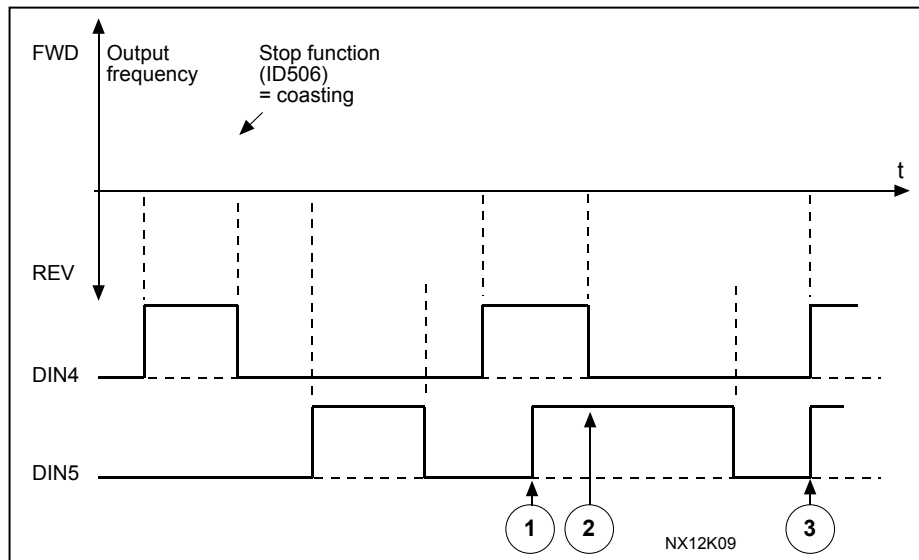 FWD
Output
frequency
Stop function
(ID506)
= coasting
t
REV
DIN4
DIN5
1
2
3
NX12K09